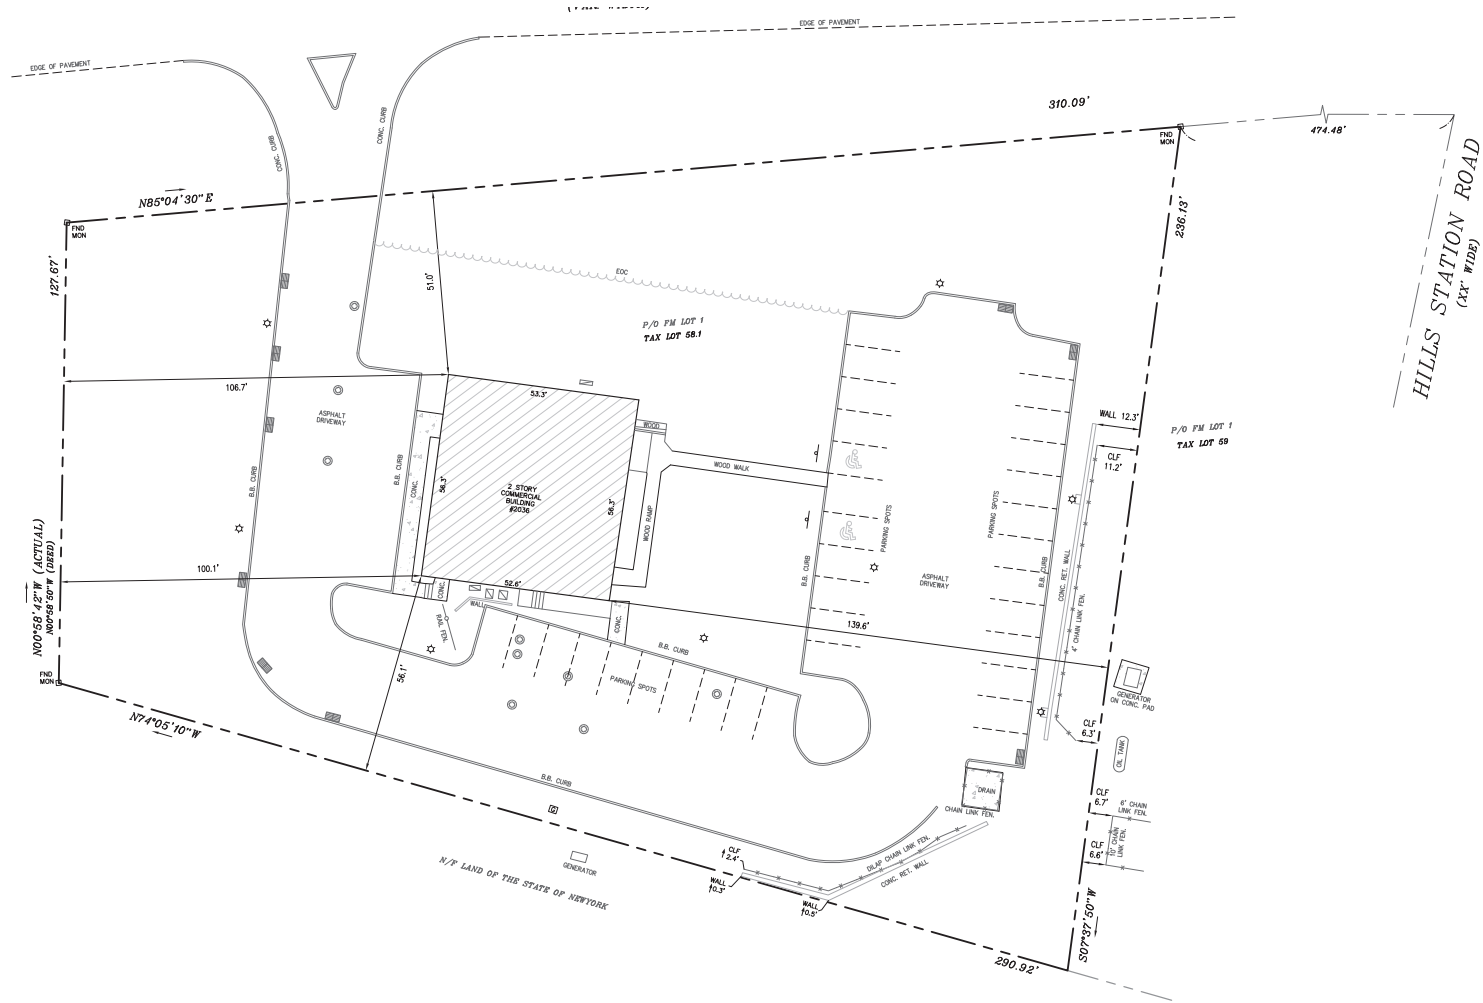 EDGE OF PAVEMENT
EDGE OF PAVEMENT
CONC. CURB
CONC. CURB
310.09'
474.48'
FND
MON
HILLS STATION ROAD
(XX' WIDE)
N85°04'30"E
FND
MON
127.67'
236.13'
51.0'
EOC
P/O FM LOT 1
TAX LOT 58.1
106.7'
53.3'
ASPHALT
DRIVEWAY
WOOD
WOOD WALK
WALL 12.3'
CLF
11.2'
P/O FM LOT 1
TAX LOT 59
B.B. CURB
B.B. CURB
CONC.
56.3'
2 STORY
COMMERCIAL
BUILDING
#2036
56.3'
WOOD RAMP
PARKING SPOTS
PARKING SPOTS
N00°58'42"W (ACTUAL)
N00°58'50"W (DEED)
100.1'
52.6'
CONC.
WALL
RAIL FEN.
CONC.
B.B. CURB
ASPHALT
DRIVEWAY
B.B. CURB
CONC. RET. WALL
4' CHAIN LINK FEN.
139.6'
B.B. CURB
56.1'
PARKING SPOTS
FND
MON
N74°05'10"W
GENERATOR
ON CONC. PAD
CLF
6.3'
OIL TANK
B.B. CURB
G
DRAIN
CHAIN LINK FEN.
CLF
6.7'
6' CHAIN
LINK FEN.
10' CHAIN
LINK FEN.
CLF
6.6'
DILAP CHAIN LINK FEN.
CONC. RET. WALL
CLF
2.4'
WALL
0.3'
WALL
0.5'
GENERATOR
N/F LAND OF THE STATE OF NEWYORK
S07°37'50"W
290.92'